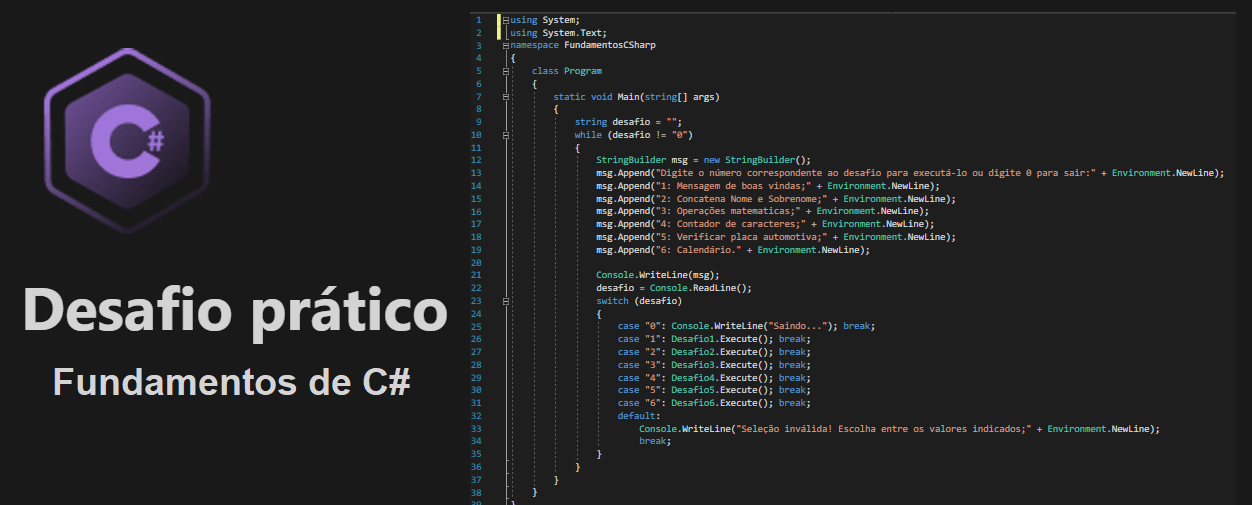 C#
Desafio prático
Fundamentos de C#
1 using System;
2 using System.Text;
3 namespace FundamentosCSharp
4 {
5 class Program
6 {
7 static void Main(string[] args)
8 {
9 string desafio = "";
10 while (desafio != "0")
11 {
12 StringBuilder msg = new StringBuilder();
13 msg.Append("Digite o número correspondente ao desafio para executá-lo ou digite 0 para sair:" + Environment.NewLine);
14 msg.Append("1: Mensagem de boas vindas;" + Environment.NewLine);
15 msg.Append("2: Concatena Nome e Sobrenome;" + Environment.NewLine);
16 msg.Append("3: Operações matematicas;" + Environment.NewLine);
17 msg.Append("4: Contador de caracteres;" + Environment.NewLine);
18 msg.Append("5: Verificar placa automotiva;" + Environment.NewLine);
19 msg.Append("6: Calendário." + Environment.NewLine);
20
21 Console.WriteLine(msg);
22 desafio = Console.ReadLine();
23 switch (desafio)
24 {
25 case "0": Console.WriteLine("Saindo..."); break;
26 case "1": Desafio1.Execute(); break;
27 case "2": Desafio2.Execute(); break;
28 case "3": Desafio3.Execute(); break;
29 case "4": Desafio4.Execute(); break;
30 case "5": Desafio5.Execute(); break;
31 case "6": Desafio6.Execute(); break;
32 default:
33 Console.WriteLine("Seleção inválida! Escolha entre os valores indicados;" + Environment.NewLine);
34 break;
35 }
36 }
37 }
38 }
39 }